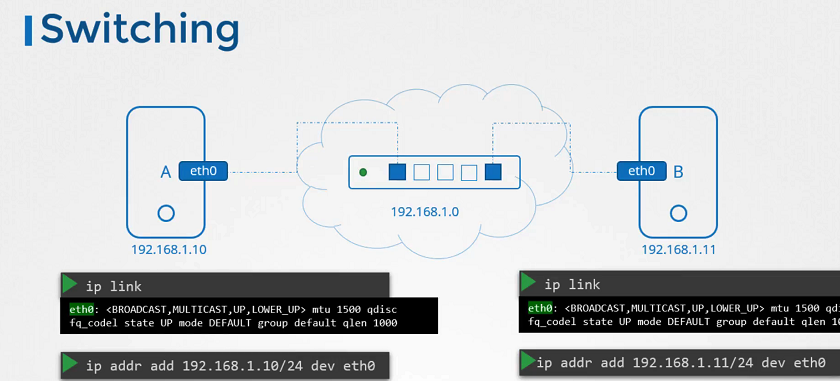 Switching
A
eth0
eth0
B
192.168.1.0
192.168.1.10
192.168.1.11
ip link
eth0: <BROADCAST,MULTICAST,UP,LOWER_UP> mtu 1500 qdisc
fq_codel state UP mode DEFAULT group default qlen 1000
ip addr add 192.168.1.10/24 dev eth0
ip link
eth0: <BROADCAST,MULTICAST,UP,LOWER_UP> mtu 1500
fq_codel state UP mode DEFAULT group default qlen
ip addr add 192.168.1.11/24 dev eth0